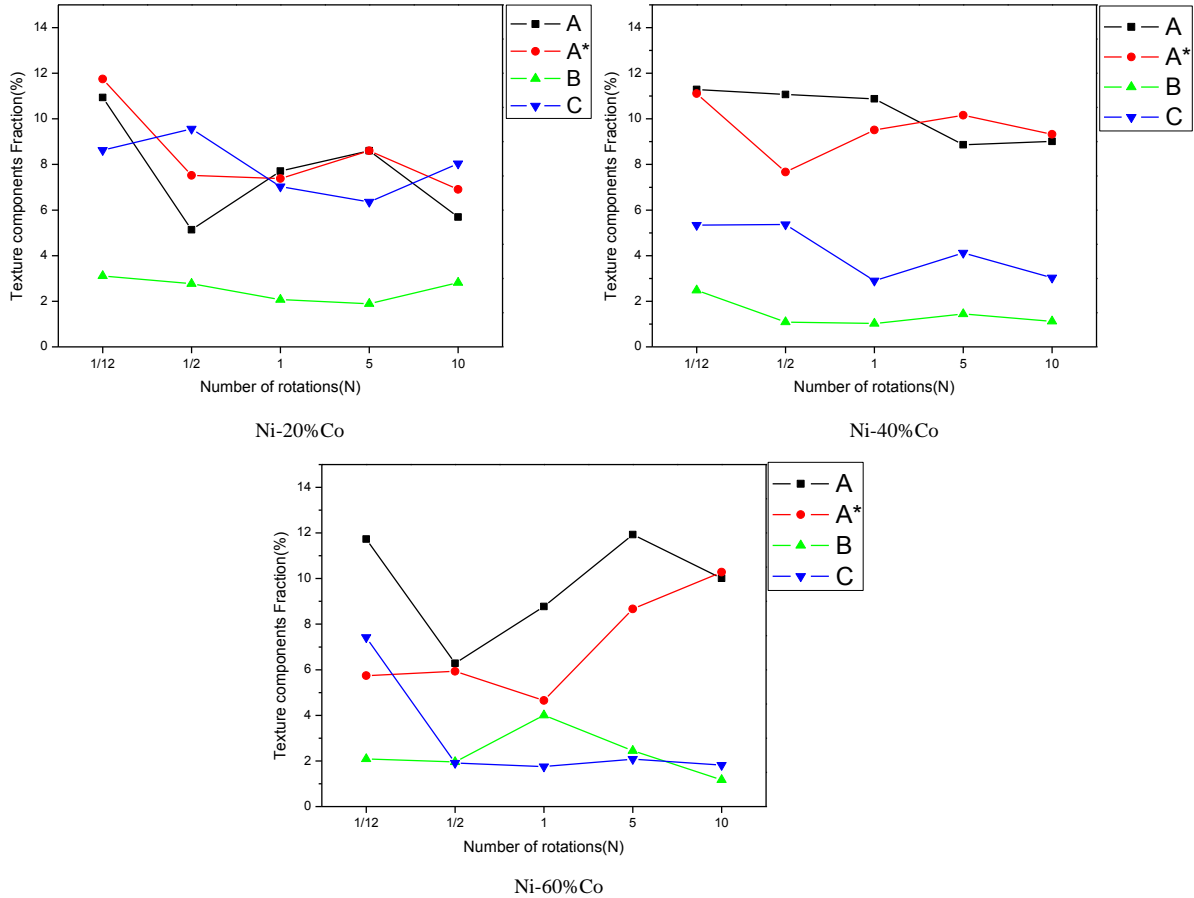 14
12
10
8
6
4
2
0
Texture components Fraction(%)
1/12 1/2 1 5 10
Number of rotations(N)
A
A*
B
C
Ni-20%Co
14
12
10
8
6
4
2
0
Texture components Fraction(%)
1/12 1/2 1 5 10
Number of rotations(N)
A
A*
B
C
Ni-40%Co
14
12
10
8
6
4
2
0
Texture components Fraction(%)
1/12 1/2 1 5 10
Number of rotations(N)
A
A*
B
C
Ni-60%Co